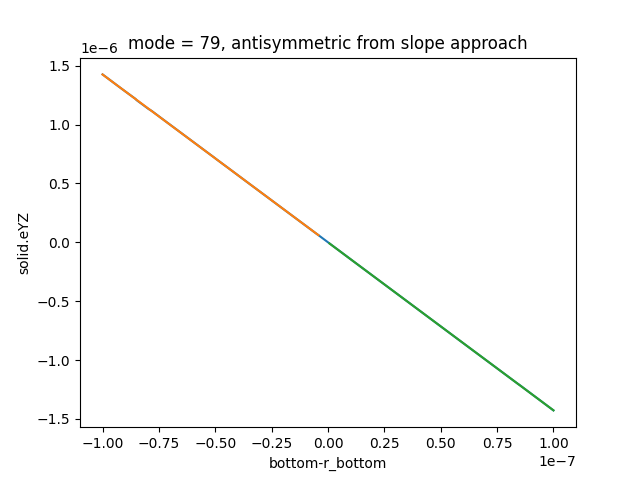 mode = 79, antisymmetric from slope approach
1e−6
1.5
1.0
0.5
0.0
−0.5
−1.0
−1.5
solid.eYZ
−1.00 −0.75 −0.50 −0.25 0.00 0.25 0.50 0.75 1.00
bottom-r_bottom
1e−7